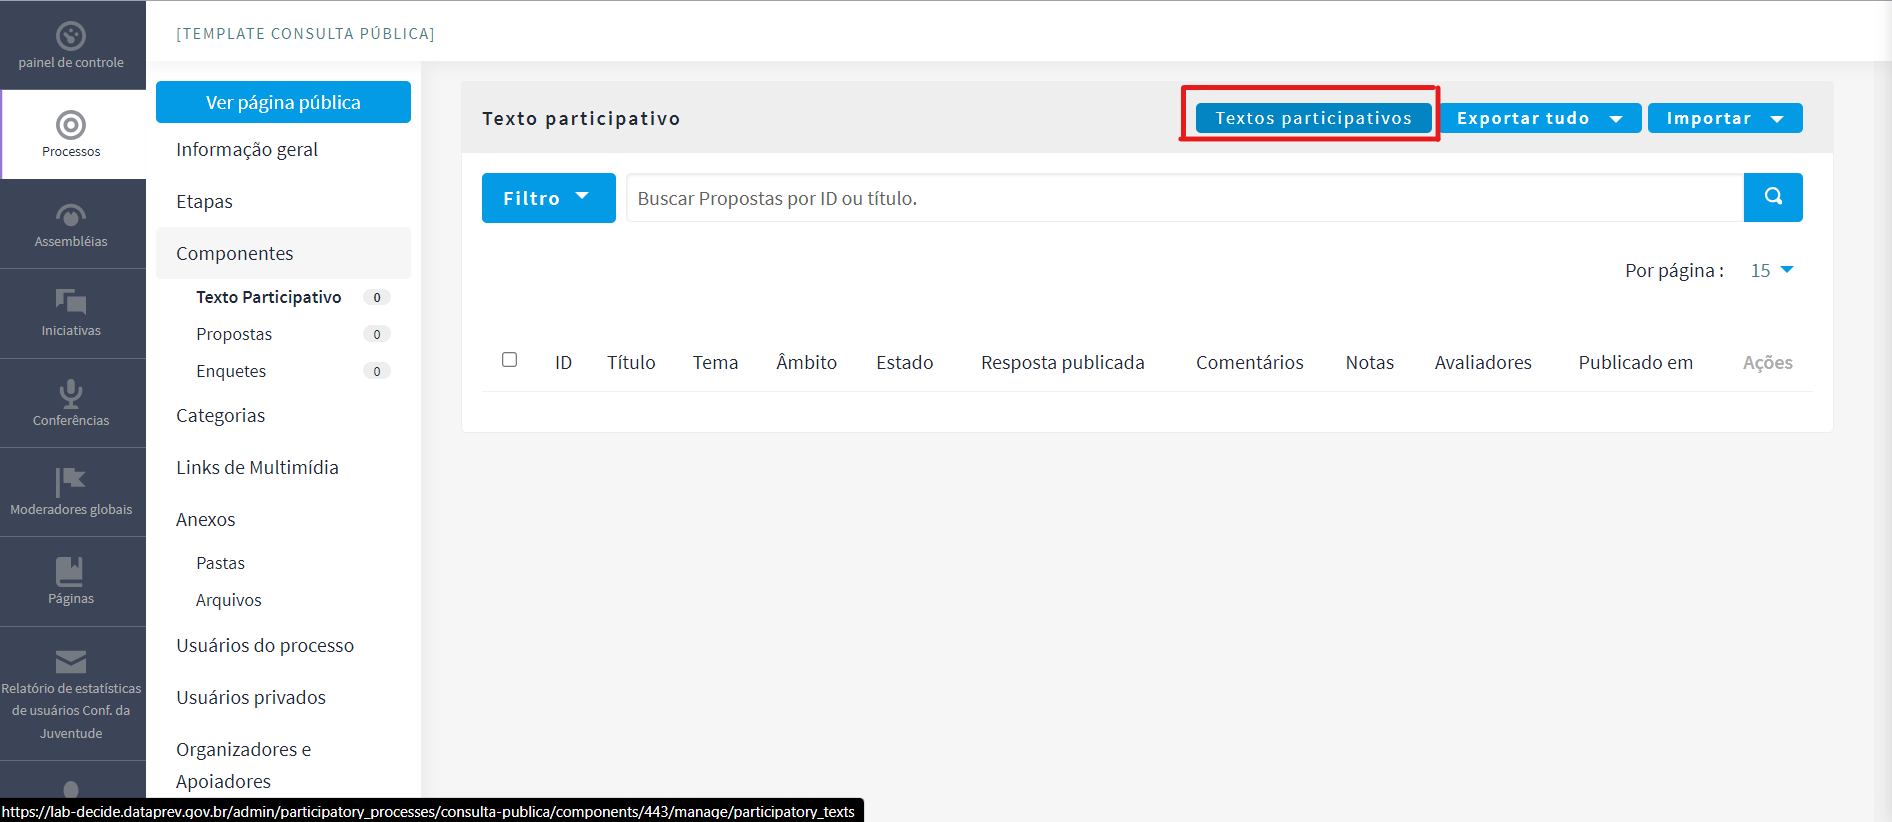 painel de controle
Processos
Assembléias
Iniciativas
Conferências
Moderadores globais
Páginas
Relatório de estatísticas
de usuários Conf. da
Juventude
[TEMPLATE CONSULTA PÚBLICA]
Ver página pública
Informação geral
Etapas
Componentes
Texto Participativo 0
Propostas 0
Enquetes 0
Categorias
Links de Multimídia
Anexos
Pastas
Arquivos
Usuários do processo
Usuários privados
Organizadores e
Apoiadores
Texto participativo Textos participativos Exportar tudo Importar
Filtro Buscar Propostas por ID ou título.
Por página : 15
ID Título Tema Âmbito Estado Resposta publicada Comentários Notas Avaliadores Publicado em Ações
https://lab-decide.dataprev.gov.br/admin/participatory_processes/consulta-publica/components/443/manage/participatory_texts